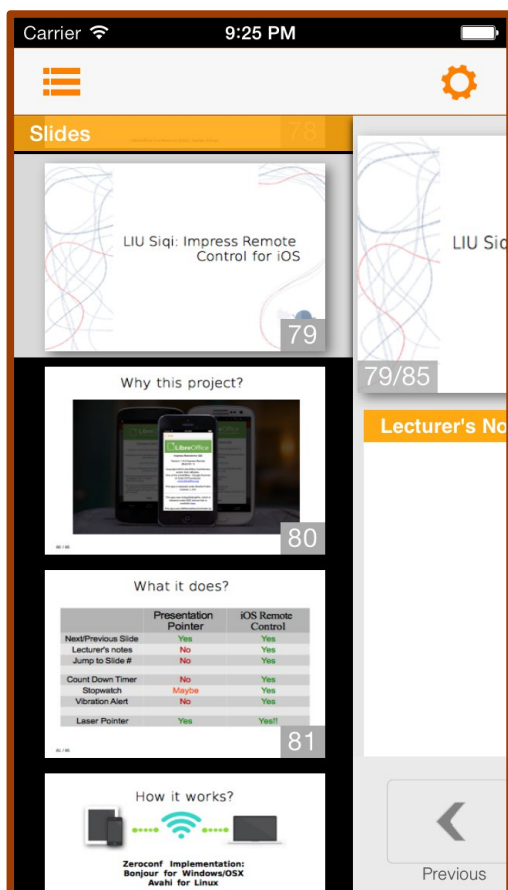 Carrier 9:25 PM
Slides
78
LIU Siqi: Impress Remote
Control for iOS
79
Why this project?
LibreOffice
80
What it does?
Presentation Pointer iOS Remote Control
Next/Previous Slide Yes Yes
Lecturer's notes No Yes
Jump to Slide # No Yes
Count Down Timer No Yes
Stopwatch Maybe Yes
Vibration Alert No Yes
Laser Pointer Yes Yes!!
81
How it works?
Zeroconf Implementation:
Bonjour for Windows/OSX
Avahi for Linux
LIU Siq
79/85
Lecturer's No
Previous